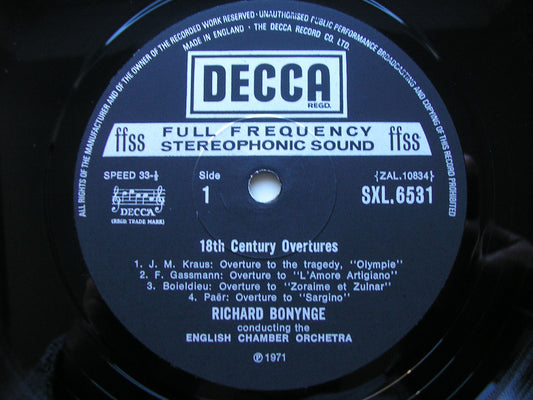 ALL RIGHTS OF THE MANUFACTURER AND OF THE OWNER OF THE RECORDED WORK RESERVED · UNAUTHORISED PUBLIC PERFORMANCE BROADCASTING AND COPYING OF THIS RECORD PROHIBITED
MADE IN ENGLAND · THE DECCA RECORD CO. LTD.
DECCA
REGD.
ffss FULL FREQUENCY STEREOPHONIC SOUND ffss
SPEED 33-⅓ Side {ZAL.10834}
1 SXL.6531
DECCA
(REGD TRADE MARK)
18th Century Overtures
1. J. M. Kraus: Overture to the tragedy, "Olympie"
2. F. Gassmann: Overture to "L'Amore Artigiano"
3. Boieldieu: Overture to "Zoraime et Zulnar"
4. Paër: Overture to "Sargino"
RICHARD BONYNGE
conducting the
ENGLISH CHAMBER ORCHETRA
Ⓟ 1971